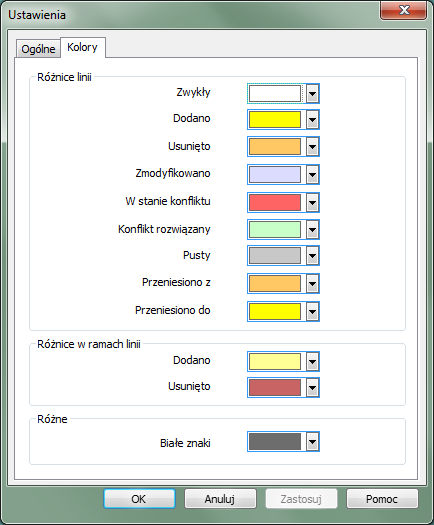 Ustawienia
Ogólne Kolory
Różnice linii
Zwykły
Dodano
Usunięto
Zmodyfikowano
W stanie konfliktu
Konflikt rozwiązany
Pusty
Przeniesiono z
Przeniesiono do
Różnice w ramach linii
Dodano
Usunięto
Różne
Białe znaki
OK Anuluj Zastosuj Pomoc